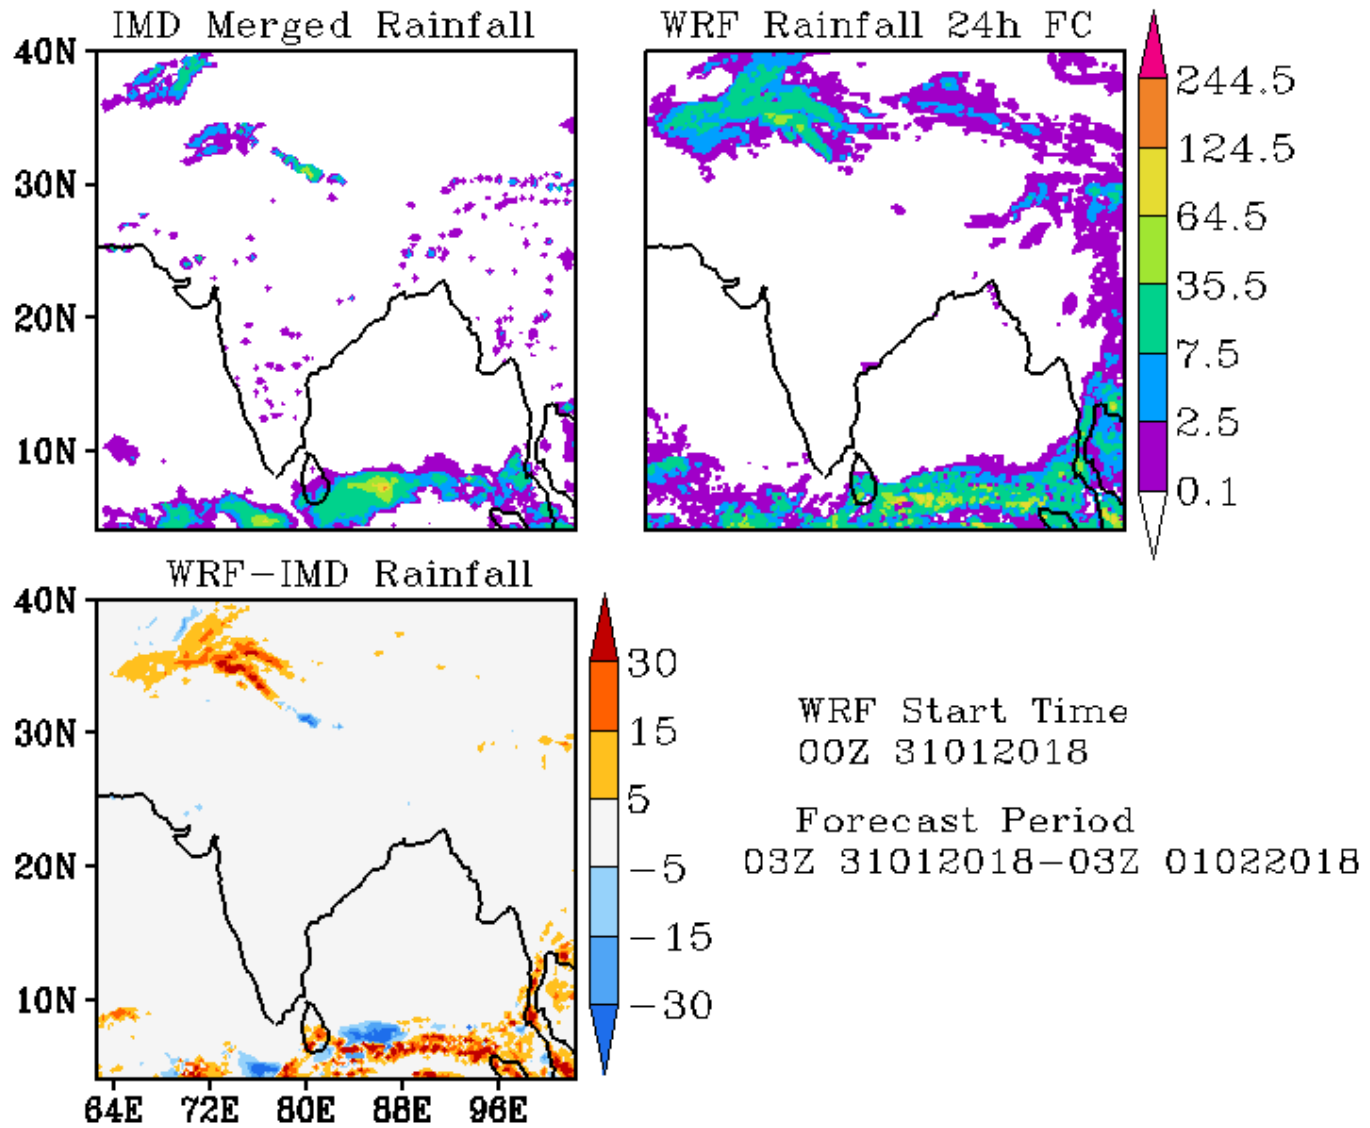 IMD Merged Rainfall
WRF Rainfall 24h FC
40N
30N
20N
10N
244.5
124.5
64.5
35.5
7.5
2.5
0.1
WRF-IMD Rainfall
40N
30N
20N
10N
64E 72E 80E 88E 96E
30
15
5
-5
-15
-30
WRF Start Time
00Z 31012018
Forecast Period
03Z 31012018-03Z 01022018